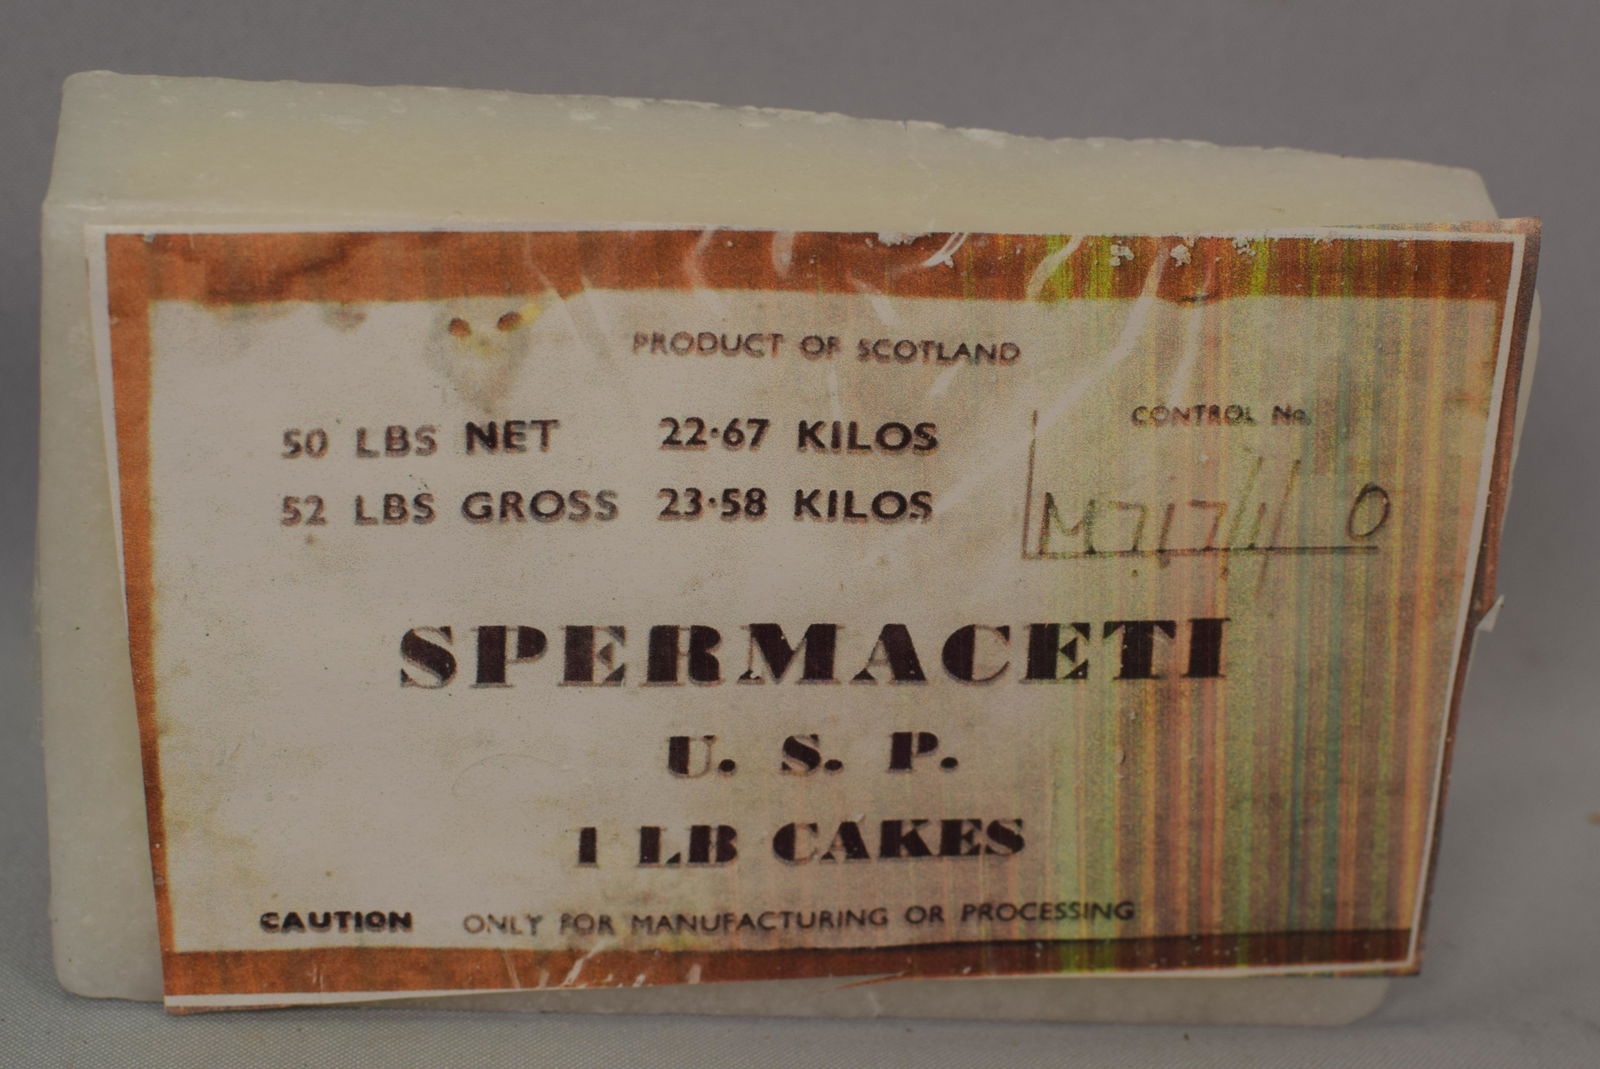 PRODUCT OF SCOTLAND
50 LBS NET 22·67 KILOS
52 LBS GROSS 23·58 KILOS
CONTROL No.
SPERMACETI
U. S. P.
1 LB CAKES
CAUTION ONLY FOR MANUFACTURING OR PROCESSING